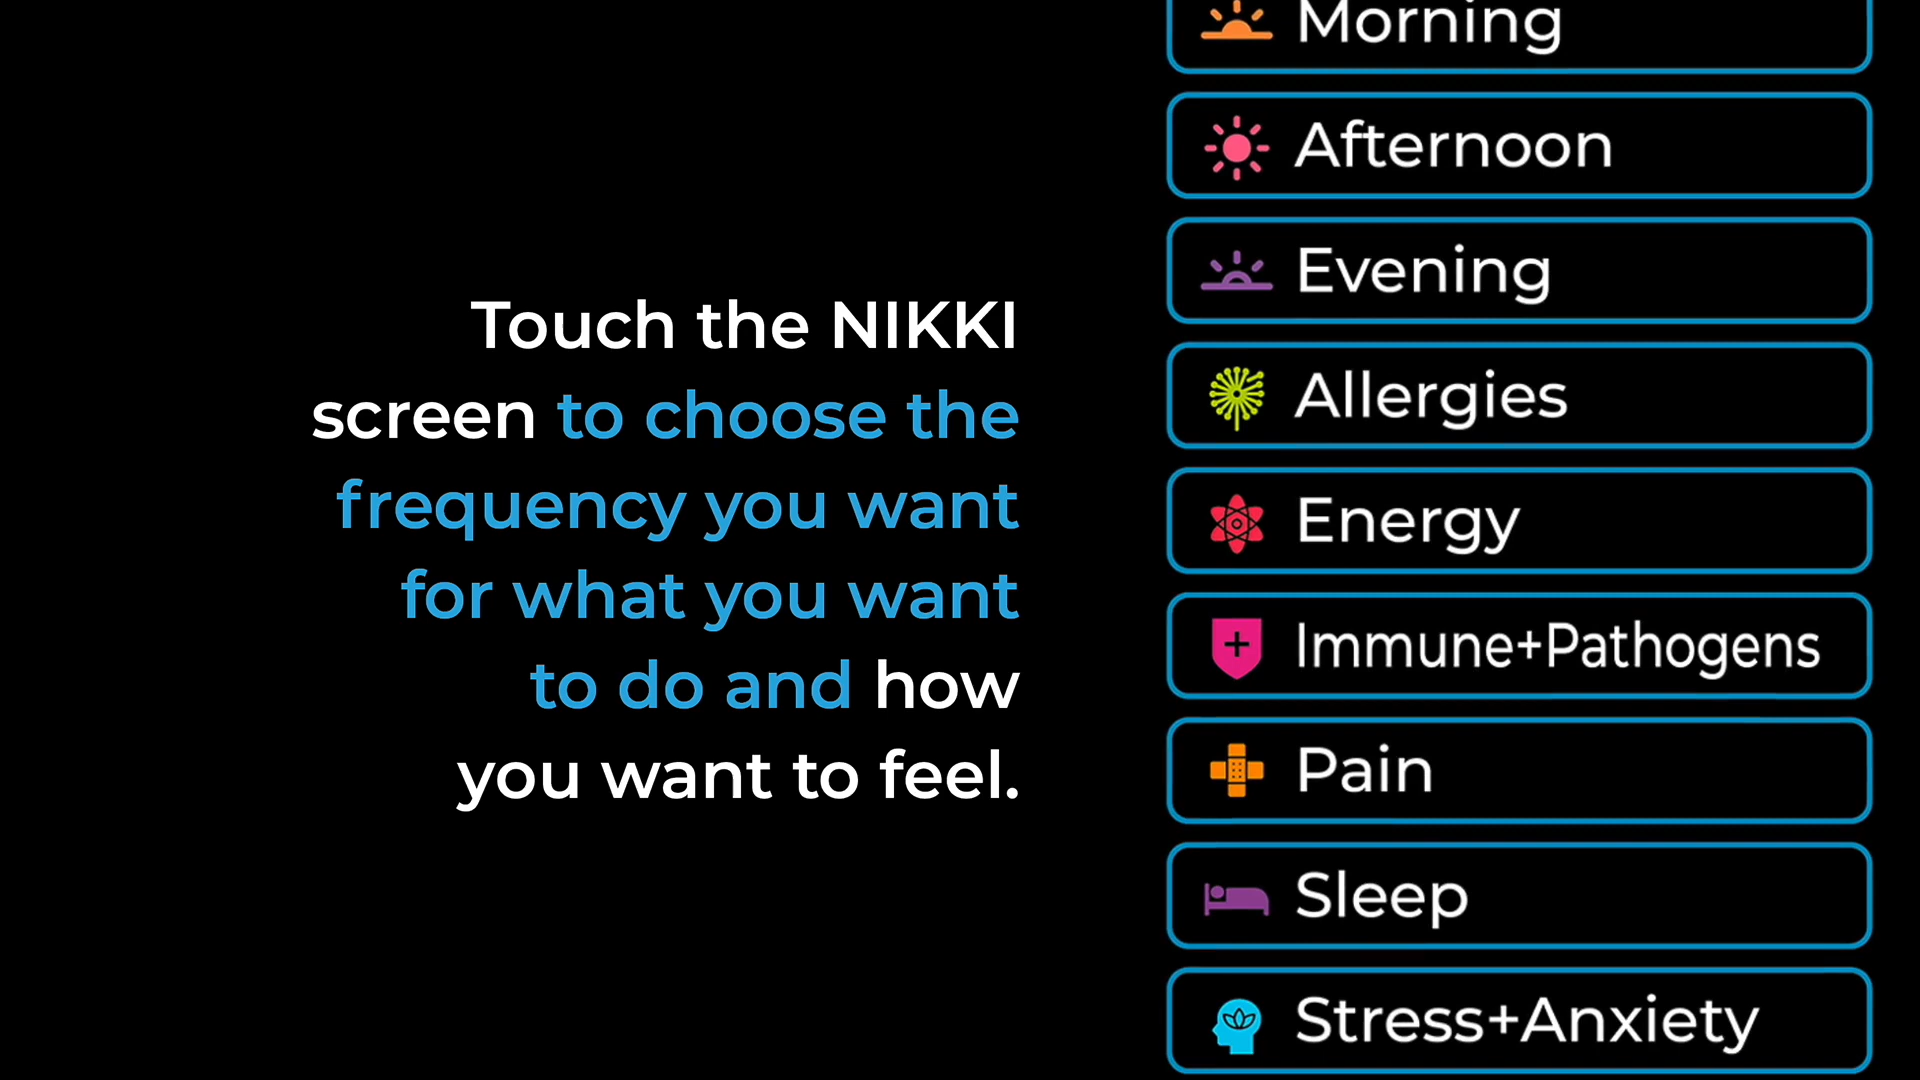 Touch the NIKKI
screen to choose the
frequency you want
for what you want
to do and how
you want to feel.
Morning
Afternoon
Evening
Allergies
Energy
Immune+Pathogens
Pain
Sleep
Stress+Anxiety